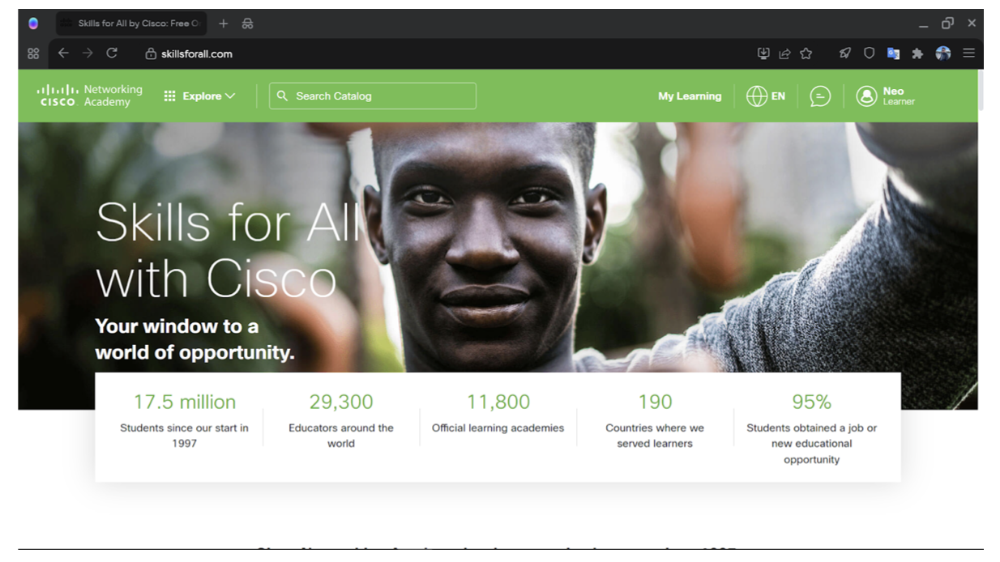 Skills for All by Cisco: Free O
skillsforall.com
Networking
CISCO Academy
Explore
Search Catalog
My Learning
EN
Neo
Learner
Skills for All
with Cisco
Your window to a
world of opportunity.
17.5 million
Students since our start in
1997
29,300
Educators around the
world
11,800
Official learning academies
190
Countries where we
served learners
95%
Students obtained a job or
new educational
opportunity